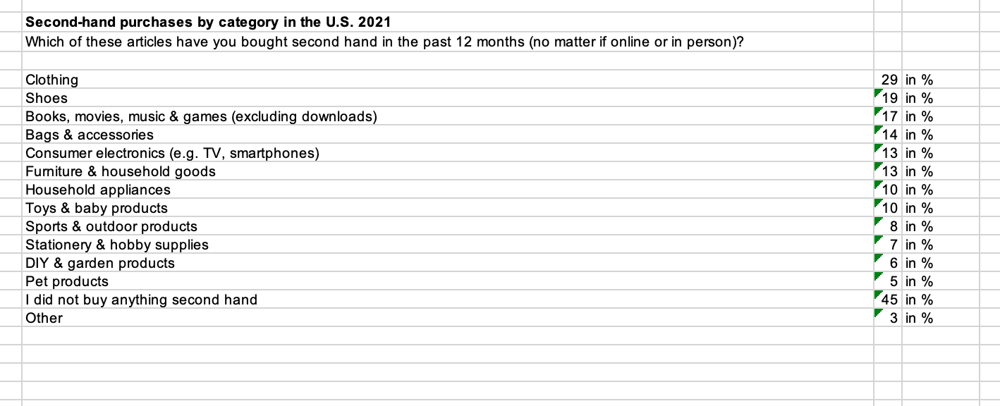 Second-hand purchases by category in the U.S. 2021
Which of these articles have you bought second hand in the past 12 months (no matter if online or in person)?
Clothing 29 in %
Shoes 19 in %
Books, movies, music & games (excluding downloads) 17 in %
Bags & accessories 14 in %
Consumer electronics (e.g. TV, smartphones) 13 in %
Furniture & household goods 13 in %
Household appliances 10 in %
Toys & baby products 10 in %
Sports & outdoor products 8 in %
Stationery & hobby supplies 7 in %
DIY & garden products 6 in %
Pet products 5 in %
I did not buy anything second hand 45 in %
Other 3 in %